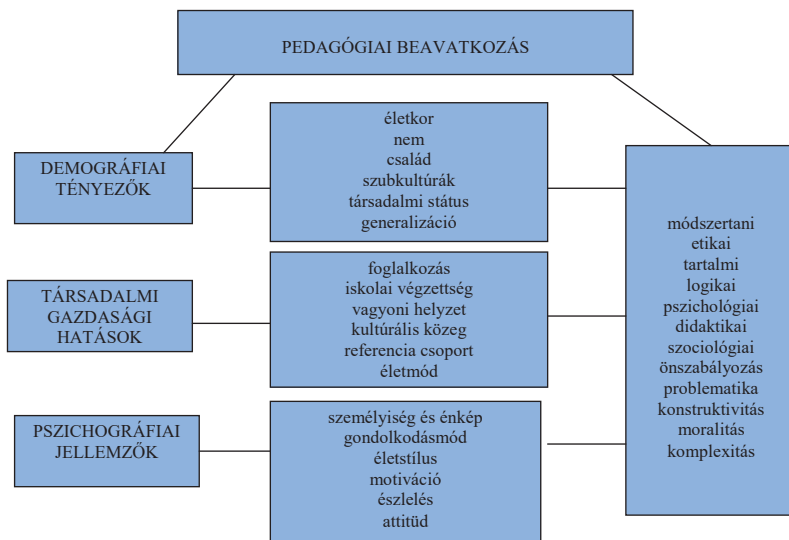 PEDAGÓGIAI BEAVATKOZÁS
DEMOGRÁFIAI
TÉNYEZŐK
életkor
nem
család
szubkultúrák
társadalmi státus
generalizáció
TÁRSADALMI
GAZDASÁGI
HATÁSOK
foglalkozás
iskolai végzettség
vagyoni helyzet
kultúrális közeg
referencia csoport
életmód
PSZICHOGRÁFIAI
JELLEMZŐK
személyiség és énkép
gondolkodásmód
életstílus
motiváció
észlelés
attitüd
módszertani
etikai
tartalmi
logikai
pszichológiai
didaktikai
szociológiai
önszabályozás
problematika
konstruktivitás
moralitás
komplexitás